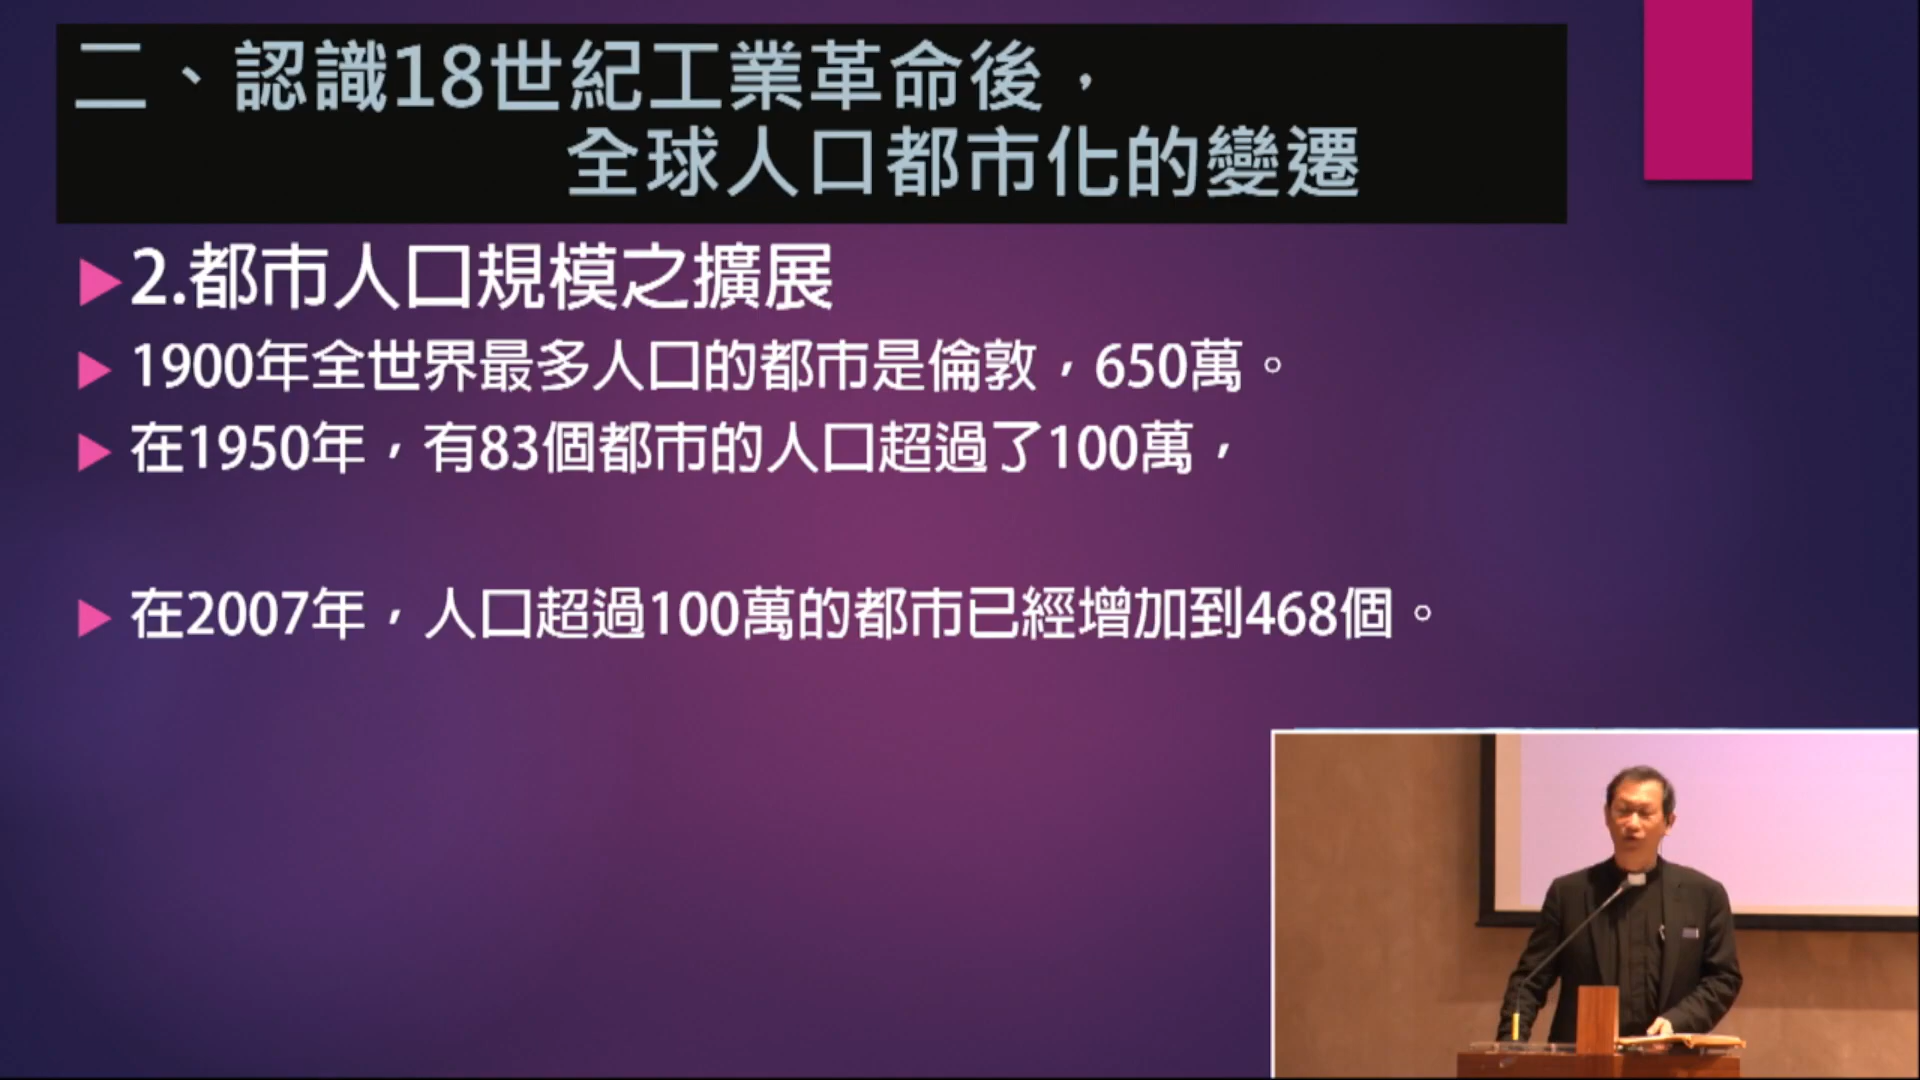 二、認識18世紀工業革命後，
全球人口都市化的變遷
2.都市人口規模之擴展
1900年全世界最多人口的都市是倫敦，650萬。
在1950年，有83個都市的人口超過了100萬，
在2007年，人口超過100萬的都市已經增加到468個。